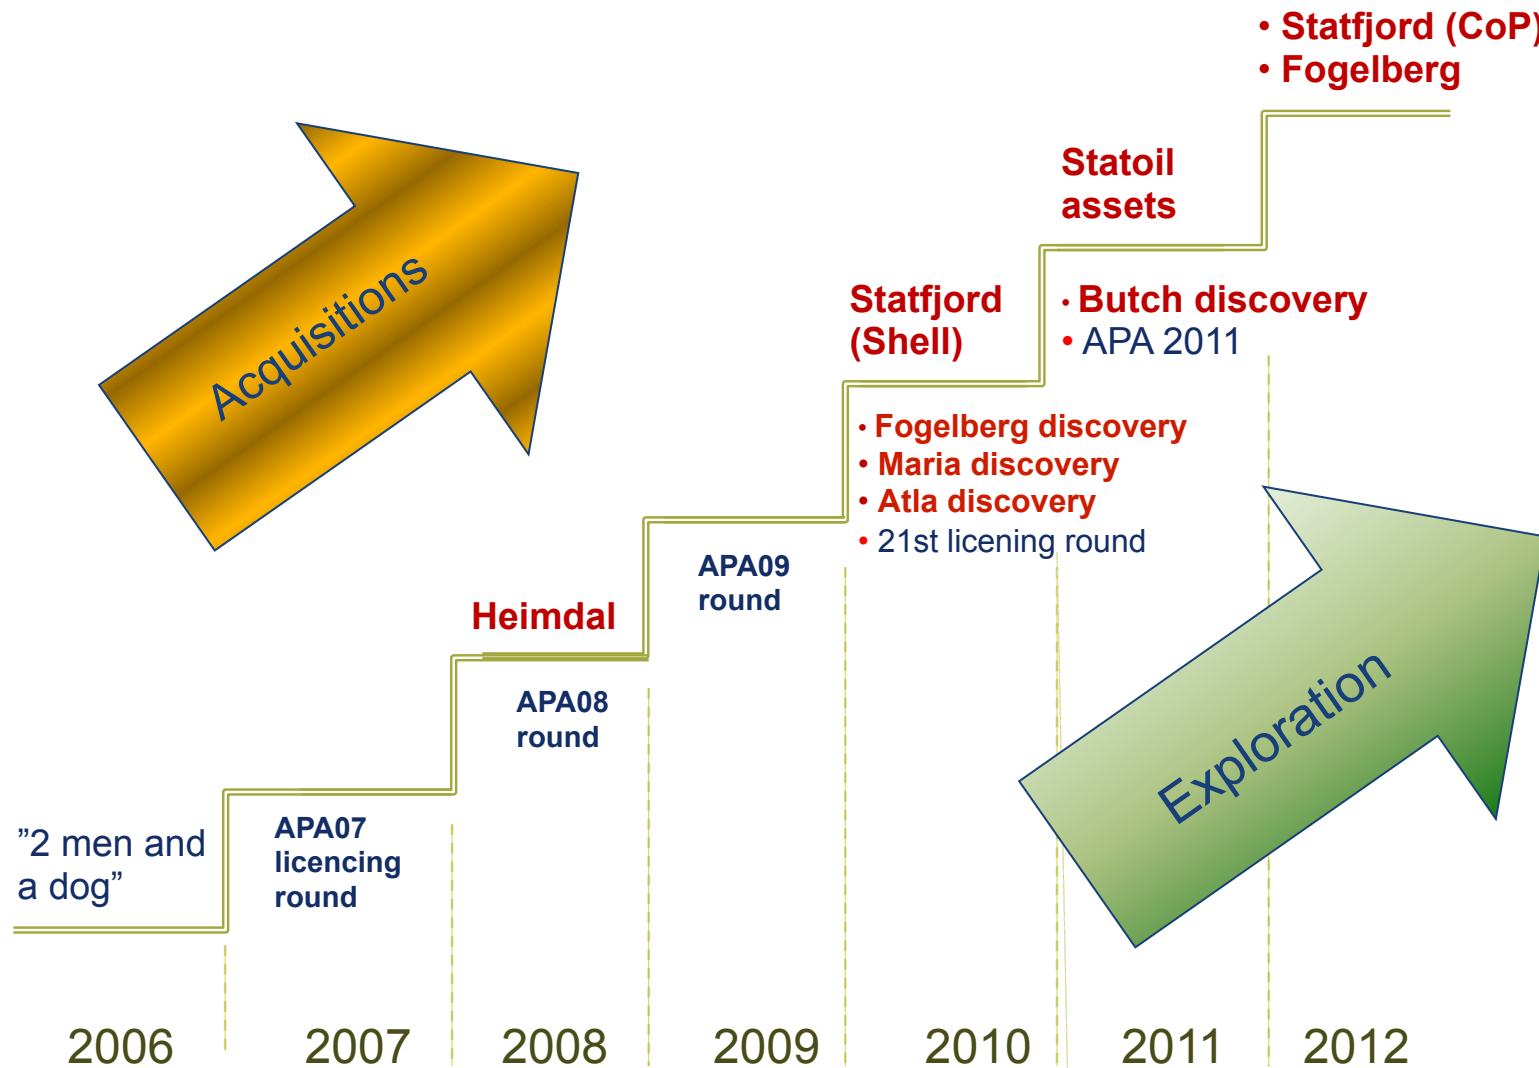 • Statfjord (CoP)
• Fogelberg
Statoil
assets
Acquisitions
Statfjord
(Shell)
• Butch discovery
• APA 2011
• Fogelberg discovery
• Maria discovery
• Atla discovery
• 21st licening round
APA09
round
Heimdal
APA08
round
Exploration
”2 men and
a dog”
APA07
licencing
round
2006 2007 2008 2009 2010 2011 2012